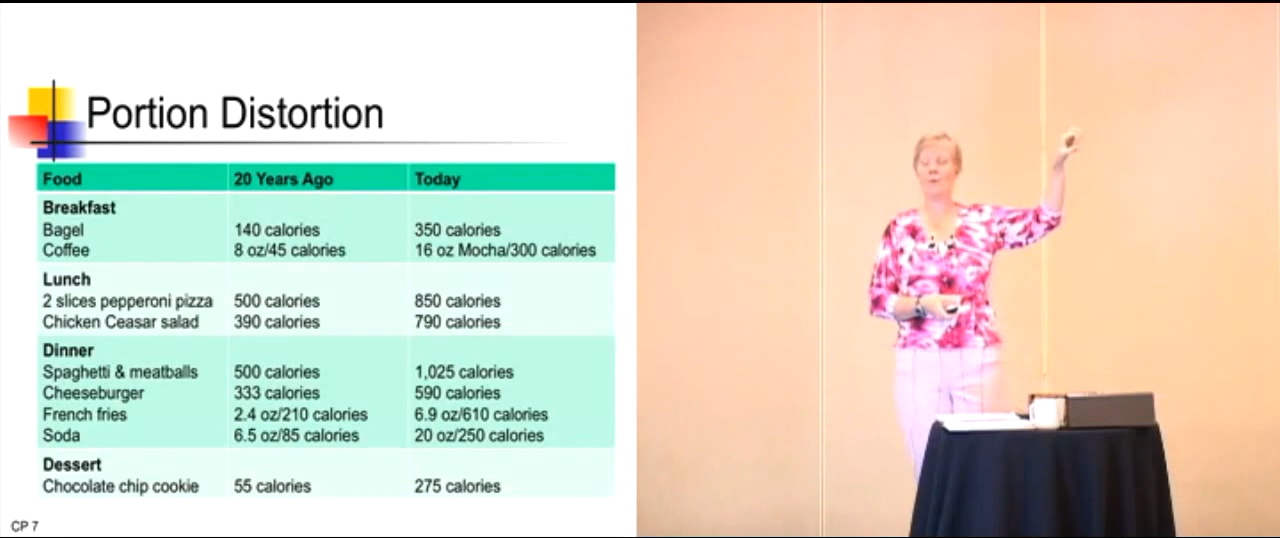 Portion Distortion
Food 20 Years Ago Today
Breakfast
Bagel 140 calories 350 calories
Coffee 8 oz/45 calories 16 oz Mocha/300 calories
Lunch
2 slices pepperoni pizza 500 calories 850 calories
Chicken Ceasar salad 390 calories 790 calories
Dinner
Spaghetti & meatballs 500 calories 1,025 calories
Cheeseburger 333 calories 590 calories
French fries 2.4 oz/210 calories 6.9 oz/610 calories
Soda 6.5 oz/85 calories 20 oz/250 calories
Dessert
Chocolate chip cookie 55 calories 275 calories
CP 7